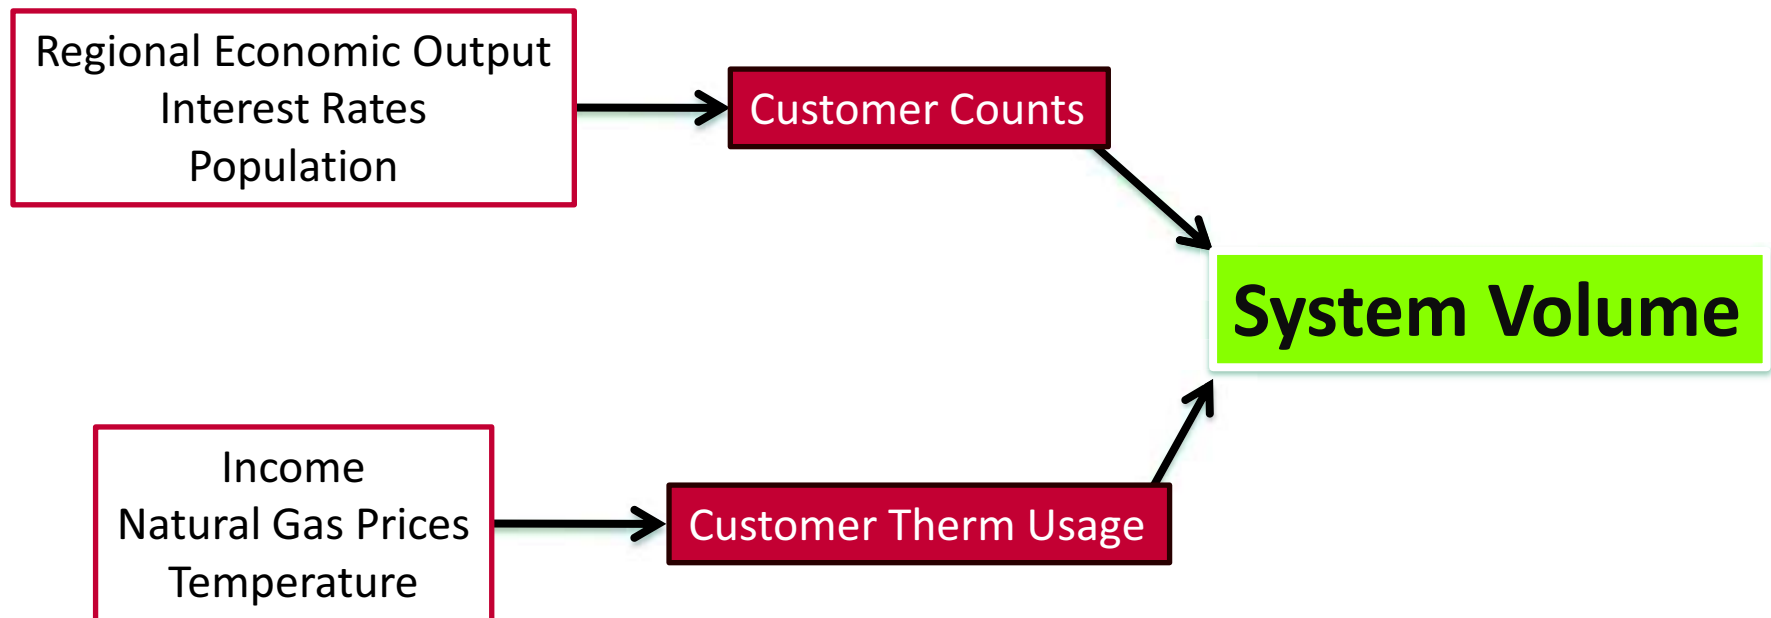 Regional Economic Output
Interest Rates
Population
Customer Counts
System Volume
Income
Natural Gas Prices
Temperature
Customer Therm Usage